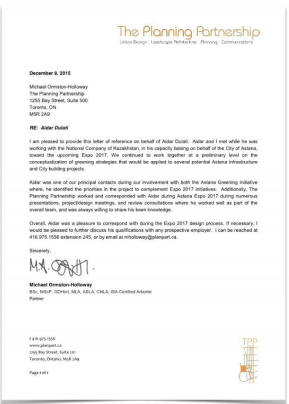 The Planning Partnership
Urban Design · Landscape Architecture · Planning · Communications
December 8, 2015
Michael Ormston-Holloway
The Planning Partnership
1255 Bay Street, Suite 500
Toronto, ON
M5R 2A9
RE: Aidar Dulati
I am pleased to provide this letter of reference on behalf of Aidar Dulati. Aidar and I met while he was
working with the National Company of Kazakhstan, in his capacity liaising on behalf of the City of Astana,
toward the upcoming Expo 2017. We continued to work together at a preliminary level on the
conceptualization of greening strategies that would be applied to several potential Astana infrastructure
and City building projects.
Aidar was one of our principal contacts during our involvement with both the Astana Greening Initiative
where, he identified the priorities in the project to complement Expo 2017 Initiatives. Additionally, The
Planning Partnership worked and corresponded with Aidar during Astana Expo 2017 during numerous
presentations, project/design meetings, and review consultations where he worked well as part of the
overall team, and was always willing to share his keen knowledge.
Overall, Aidar was a pleasure to correspond with during the Expo 2017 design process. If necessary, I
would be pleased to further discuss his qualifications with any prospective employer. I can be reached at
416.975.1556 extension 245, or by email at mholloway@planpart.ca.
Sincerely,
Michael Ormston-Holloway
BSc, MScP, GDHort, MLA, ASLA, CNLA, ISA Certified Arborist
Partner
t 416.975.1556
www.planpart.ca
1255 Bay Street, Suite 500
Toronto, Ontario, M5R 2A9
Page 1 of 1
TPP